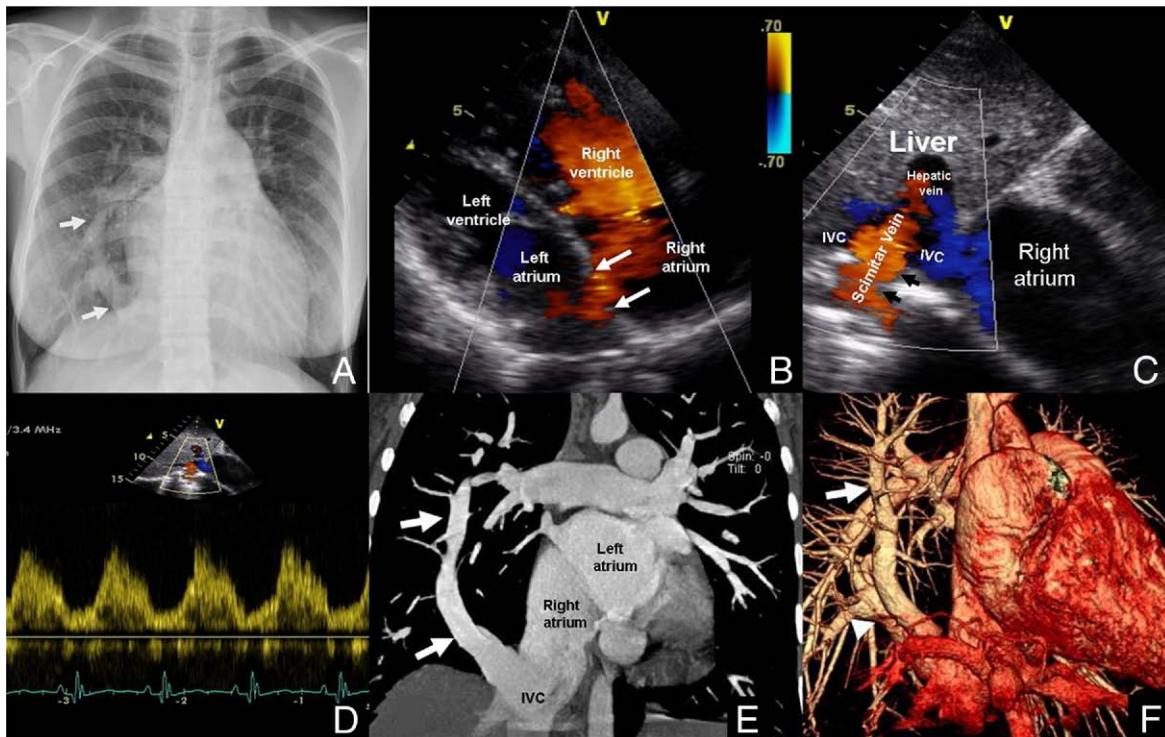 A
V
5
Right
ventricle
Left
ventricle
Left
atrium
Right
atrium
B
.70
-.70
V
5
Liver
Hepatic
vein
IVC
Scimitar Vein
IVC
Right
atrium
C
/3.4 MHz
V
5
10
15
-3
-2
-1
D
Spin: -0
Tilt: 0
Left
atrium
Right
atrium
IVC
E
F